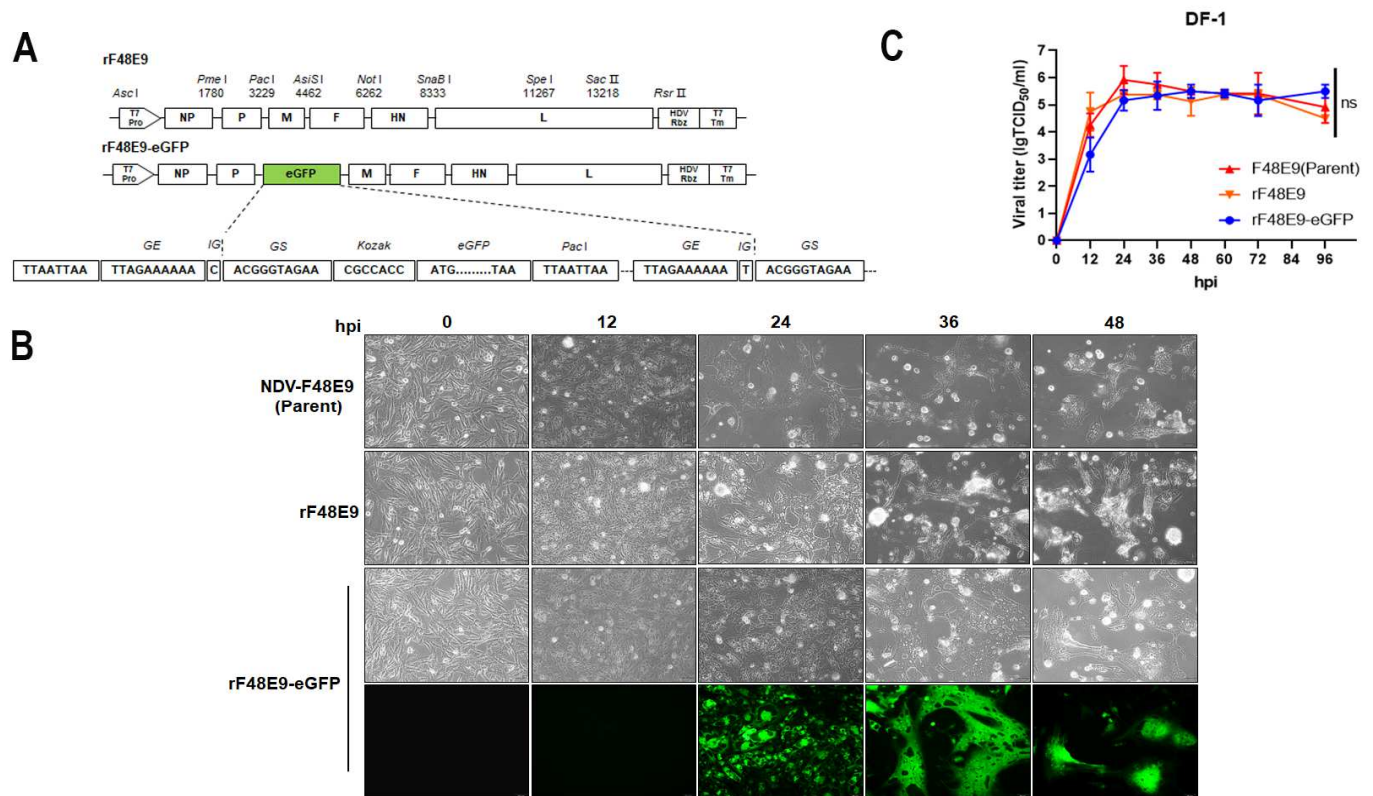 A
rF48E9
Asc I
Pme I
1780
Pac I
3229
AsiS I
4462
Not I
6262
SnaB I
8333
Spe I
11267
Sac II
13218
Rsr II
T7 Pro NP P M F HN L HDV Rbz T7 Tm
rF48E9-eGFP
T7 Pro NP P eGFP M F HN L HDV Rbz T7 Tm
GE IG GS Kozak eGFP Pac I GE IG GS
TTAATTAA TTAGAAAAAA C ACGGGTAGAA CGCCACC ATG.........TAA TTAATTAA TTAGAAAAAA T ACGGGTAGAA
C
DF-1
Viral titer (lgTCID50/ml)
7
6
5
4
3
2
1
0
ns
F48E9(Parent)
rF48E9
rF48E9-eGFP
0 12 24 36 48 60 72 84 96
hpi
B
hpi 0 12 24 36 48
NDV-F48E9
(Parent)
rF48E9
rF48E9-eGFP